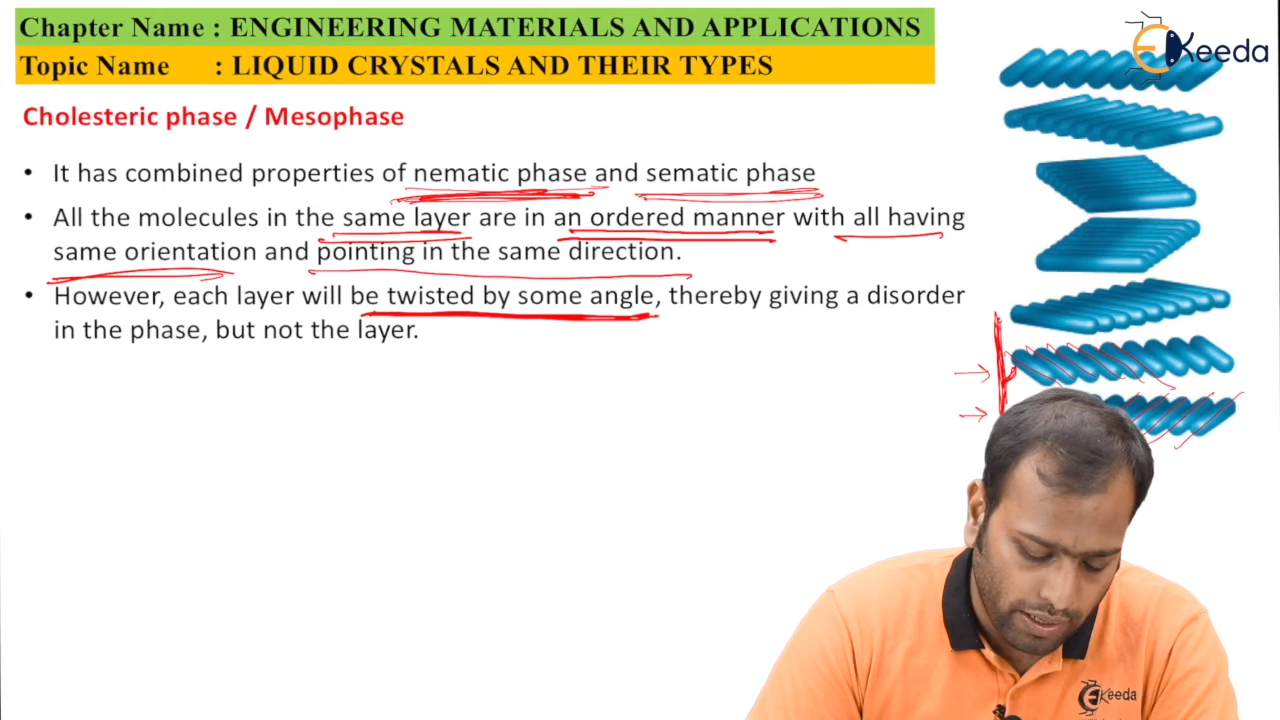 Chapter Name : ENGINEERING MATERIALS AND APPLICATIONS
Topic Name : LIQUID CRYSTALS AND THEIR TYPES
Keeda
Cholesteric phase / Mesophase
• It has combined properties of nematic phase and sematic phase
• All the molecules in the same layer are in an ordered manner with all having
same orientation and pointing in the same direction.
• However, each layer will be twisted by some angle, thereby giving a disorder
in the phase, but not the layer.
Keeda